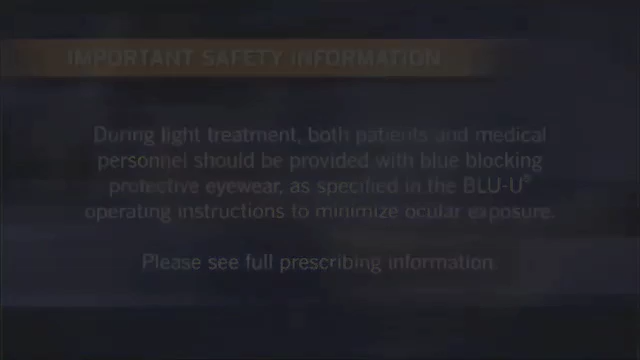 IMPORTANT SAFETY INFORMATION
During light treatment, both patients and medical
personnel should be provided with blue blocking
protective eyewear, as specified in the BLU-U®
operating instructions to minimize ocular exposure.
Please see full prescribing information.